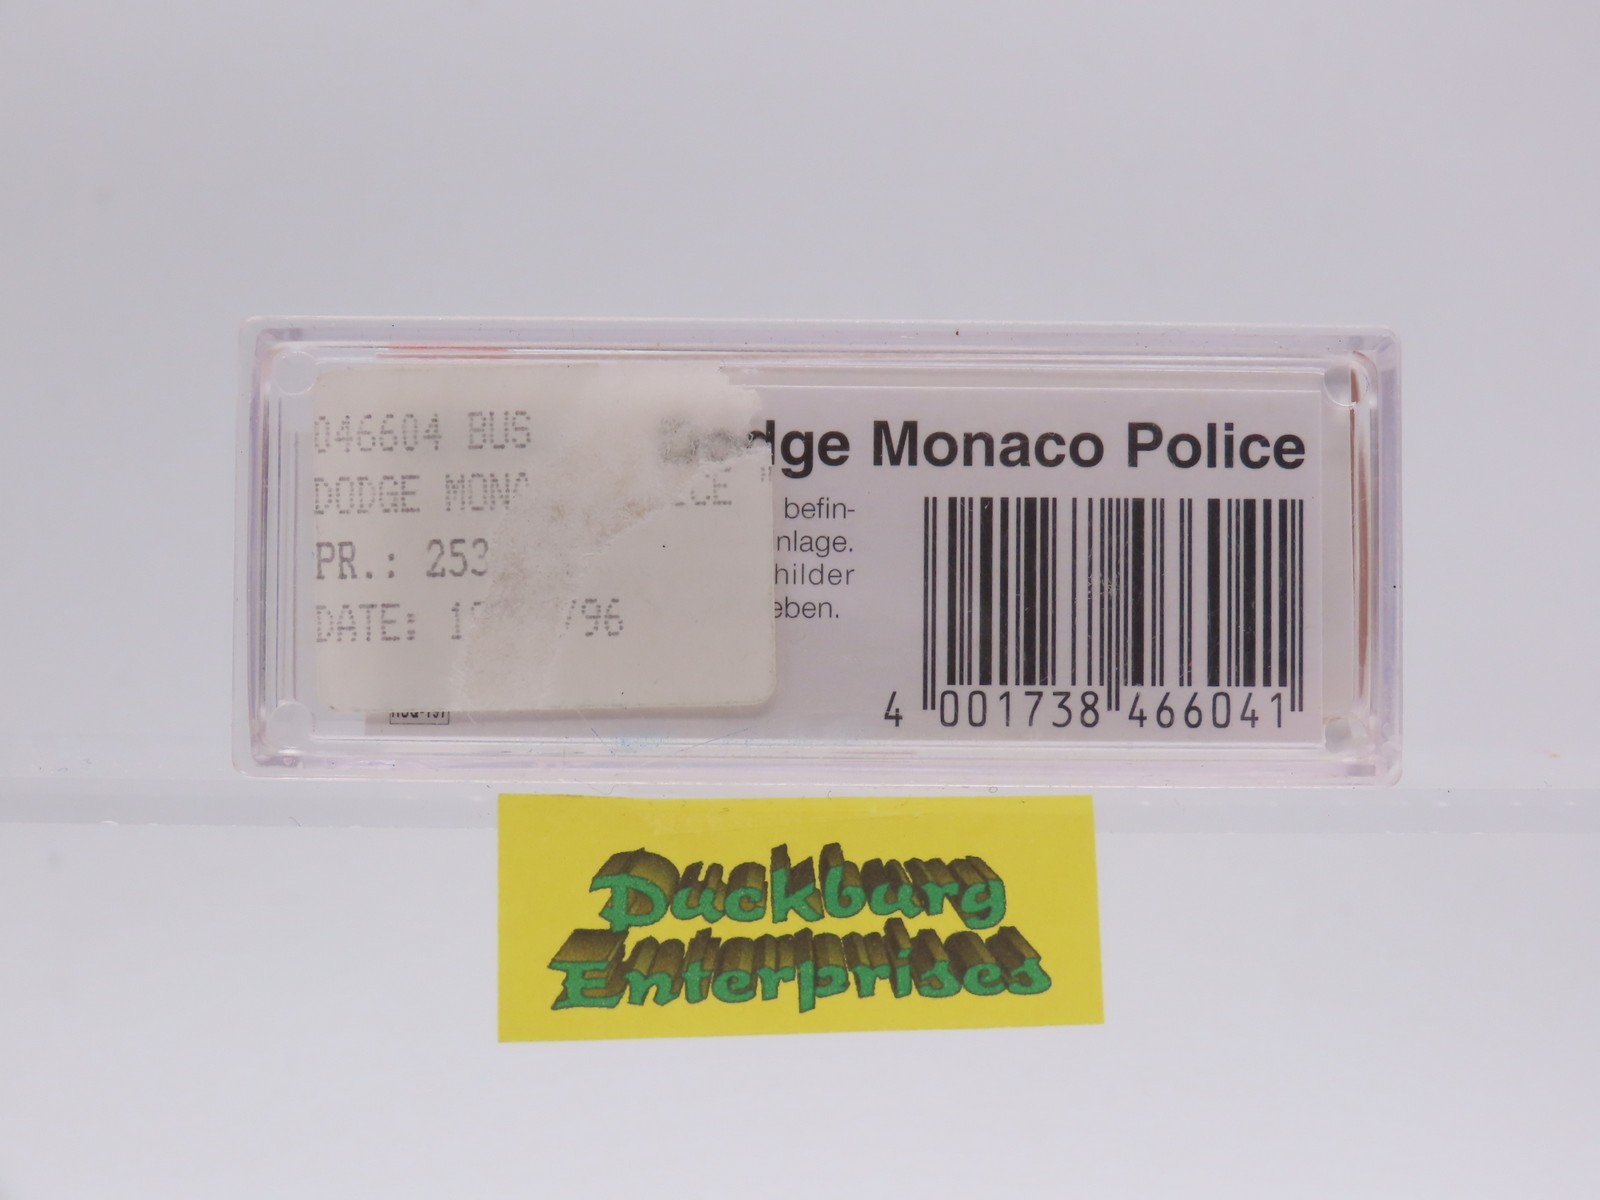 046604 BUS
DODGE MONA
PR.: 253
DATE: 1 /96
dge Monaco Police
befin-
nlage.
hilder
eben.
4 001738 466041
Duckburg
Enterprises